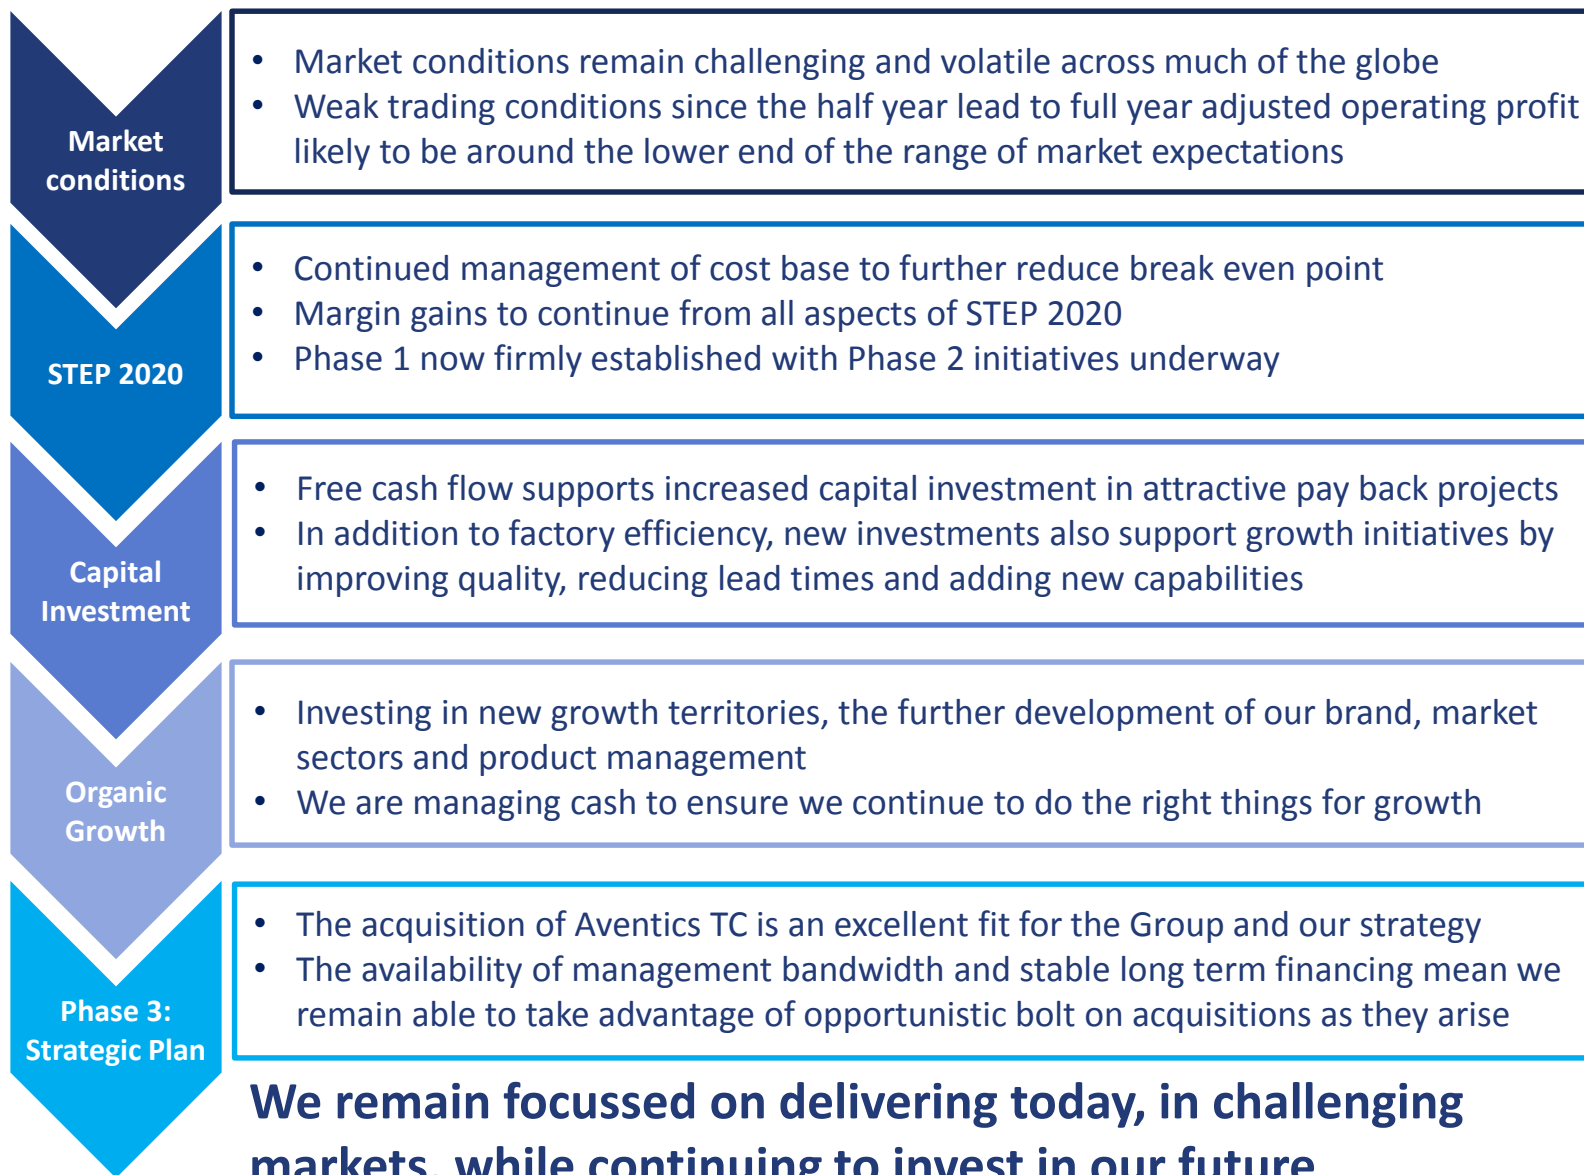 Market
conditions
• Market conditions remain challenging and volatile across much of the globe
• Weak trading conditions since the half year lead to full year adjusted operating profit
likely to be around the lower end of the range of market expectations
STEP 2020
• Continued management of cost base to further reduce break even point
• Margin gains to continue from all aspects of STEP 2020
• Phase 1 now firmly established with Phase 2 initiatives underway
Capital
Investment
• Free cash flow supports increased capital investment in attractive pay back projects
• In addition to factory efficiency, new investments also support growth initiatives by
improving quality, reducing lead times and adding new capabilities
Organic
Growth
• Investing in new growth territories, the further development of our brand, market
sectors and product management
• We are managing cash to ensure we continue to do the right things for growth
Phase 3:
Strategic Plan
• The acquisition of Aventics TC is an excellent fit for the Group and our strategy
• The availability of management bandwidth and stable long term financing mean we
remain able to take advantage of opportunistic bolt on acquisitions as they arise
We remain focussed on delivering today, in challenging
markets, while continuing to invest in our future